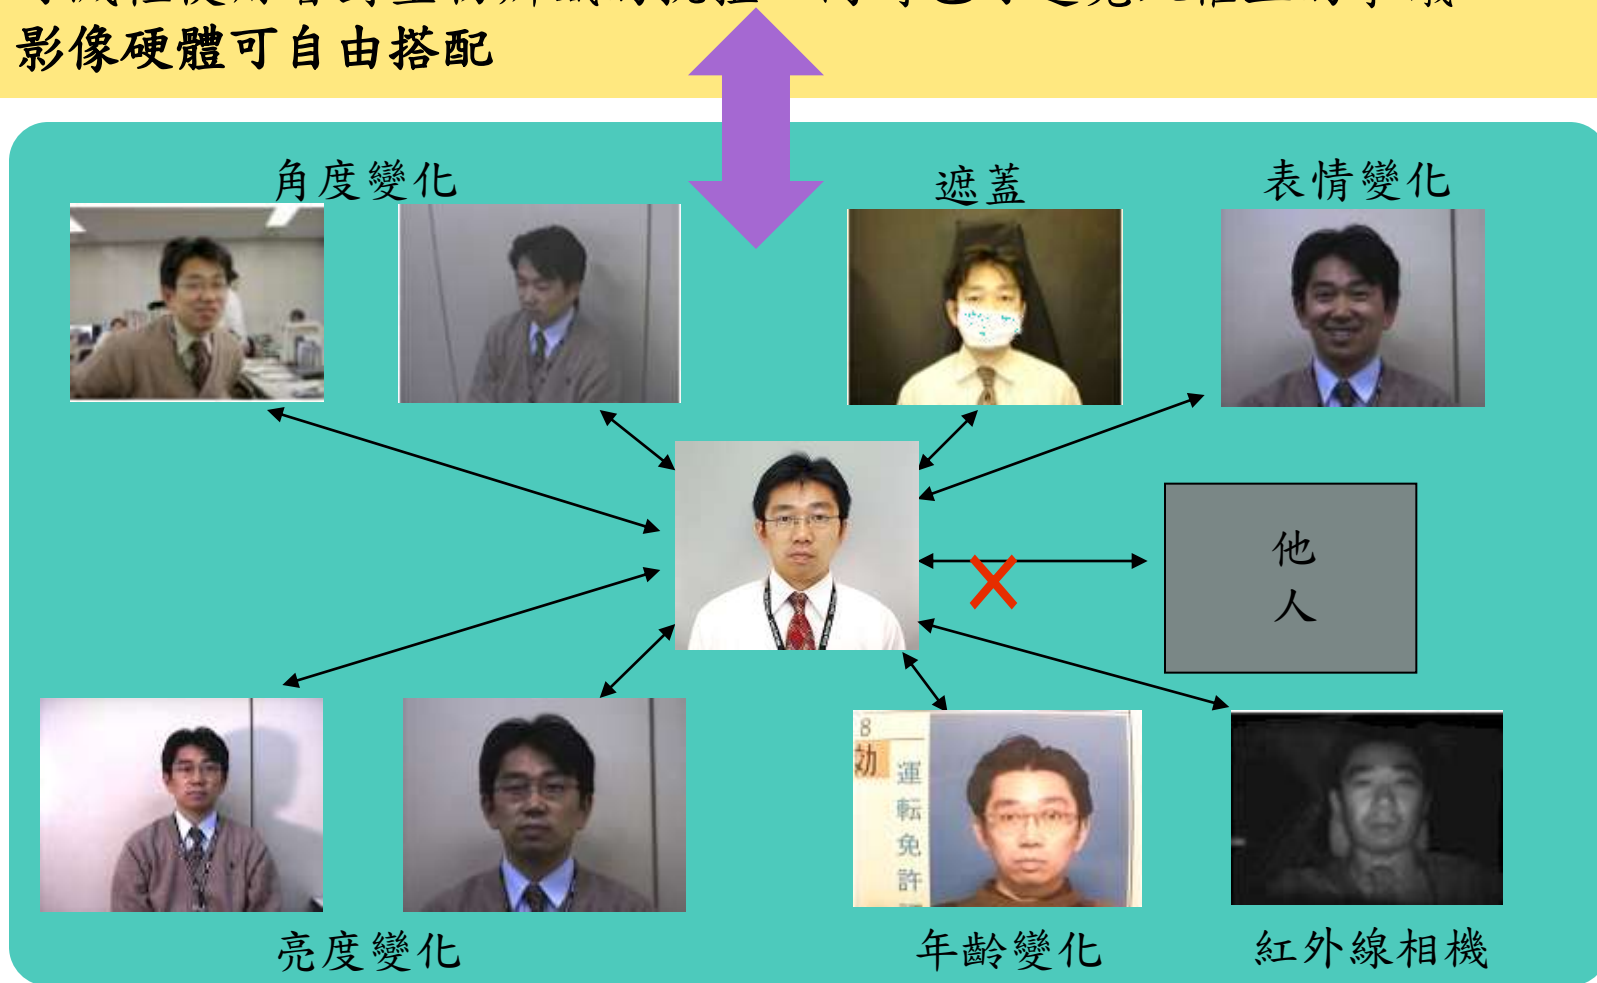 影像硬體可自由搭配
角度變化
遮蓋
表情變化
他
人
8
効
運
転
免
許
亮度變化
年齡變化
紅外線相機